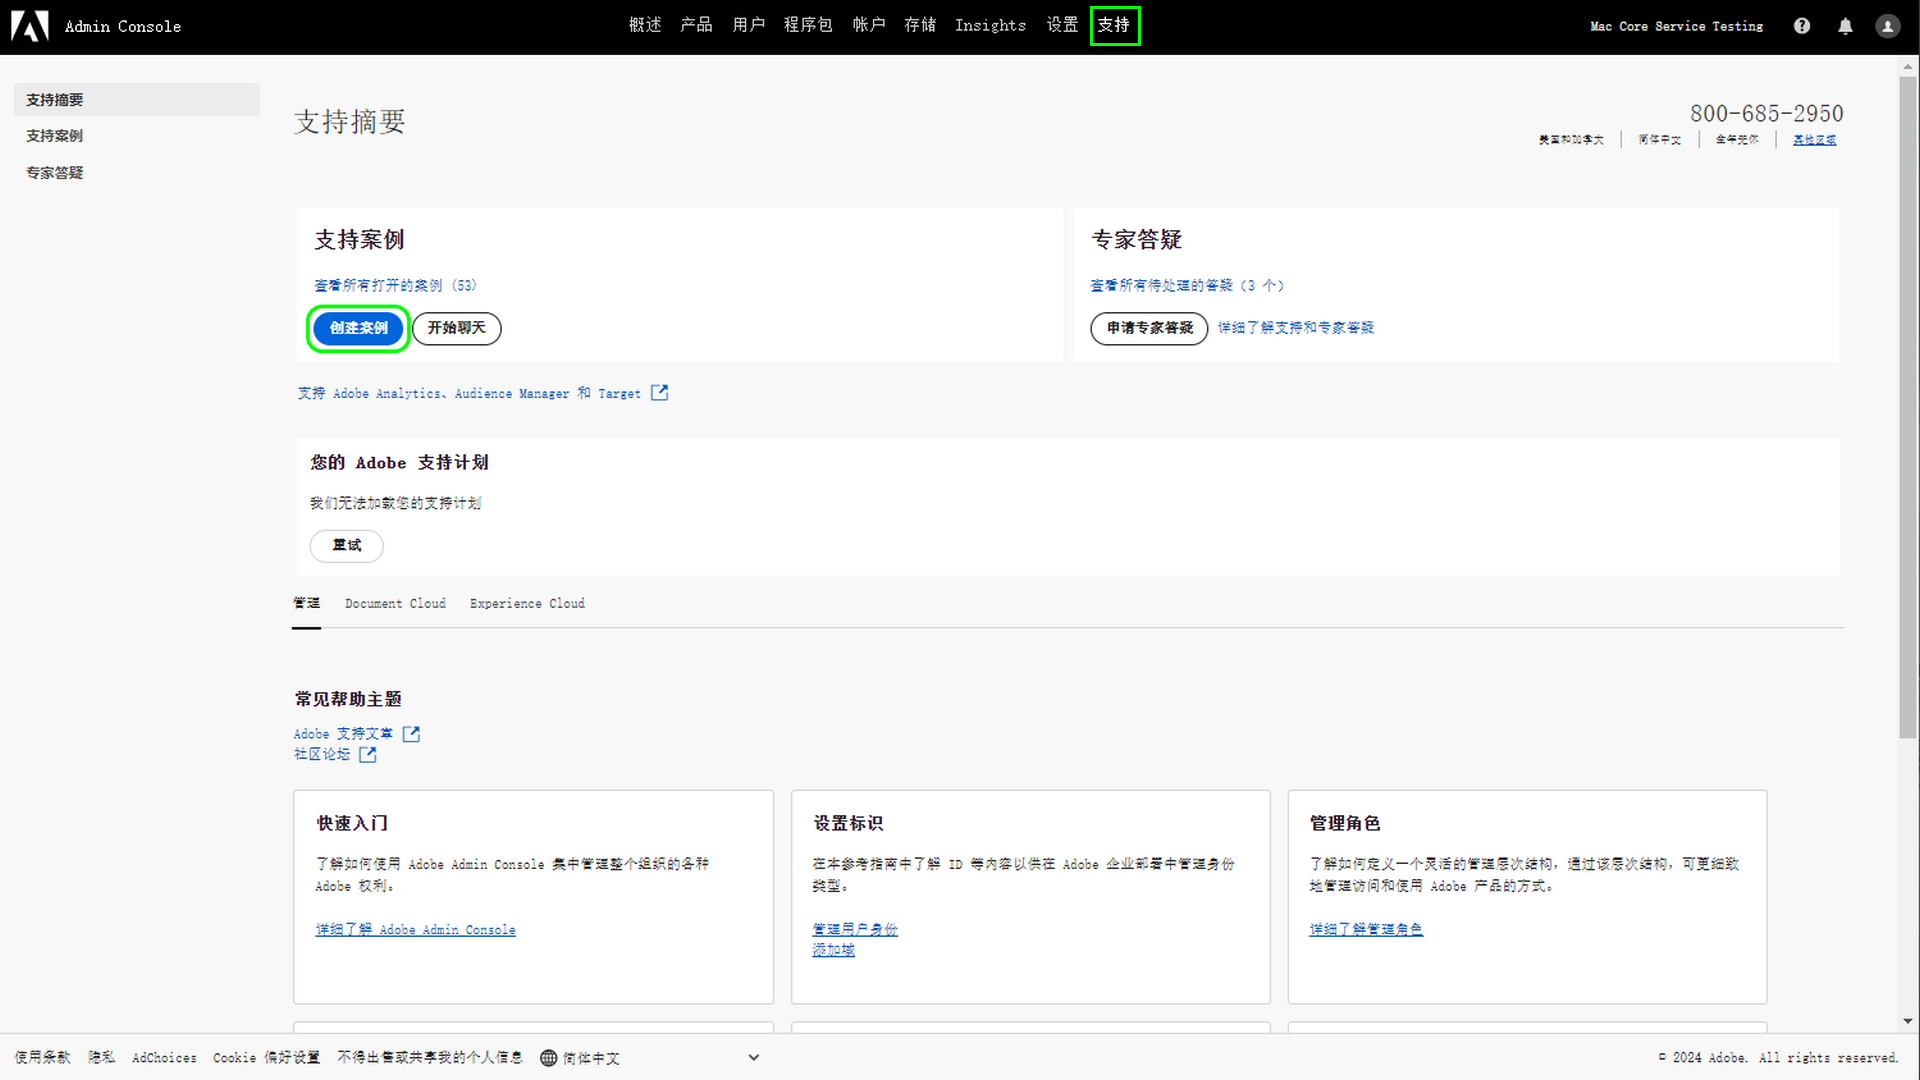 Admin Console
概述 产品 用户 程序包 帐户 存储 Insights 设置 支持
Mac Core Service Testing
支持摘要
支持案例
专家答疑
支持摘要
800-685-2950
美国和加拿大 简体中文 全年无休 其他区域
支持案例
查看所有打开的案例 (53)
创建案例 开始聊天
专家答疑
查看所有待处理的答疑（3 个）
申请专家答疑 详细了解支持和专家答疑
支持 Adobe Analytics、Audience Manager 和 Target
您的 Adobe 支持计划
我们无法加载您的支持计划
重试
管理 Document Cloud Experience Cloud
常见帮助主题
Adobe 支持文章
社区论坛
快速入门
了解如何使用 Adobe Admin Console 集中管理整个组织的各种
Adobe 权利。
详细了解 Adobe Admin Console
设置标识
在本参考指南中了解 ID 等内容以供在 Adobe 企业部署中管理身份
类型。
管理用户身份
添加域
管理角色
了解如何定义一个灵活的管理层次结构，通过该层次结构，可更细致
地管理访问和使用 Adobe 产品的方式。
详细了解管理角色
使用条款 隐私 AdChoices Cookie 偏好设置 不得出售或共享我的个人信息 简体中文
© 2024 Adobe. All rights reserved.